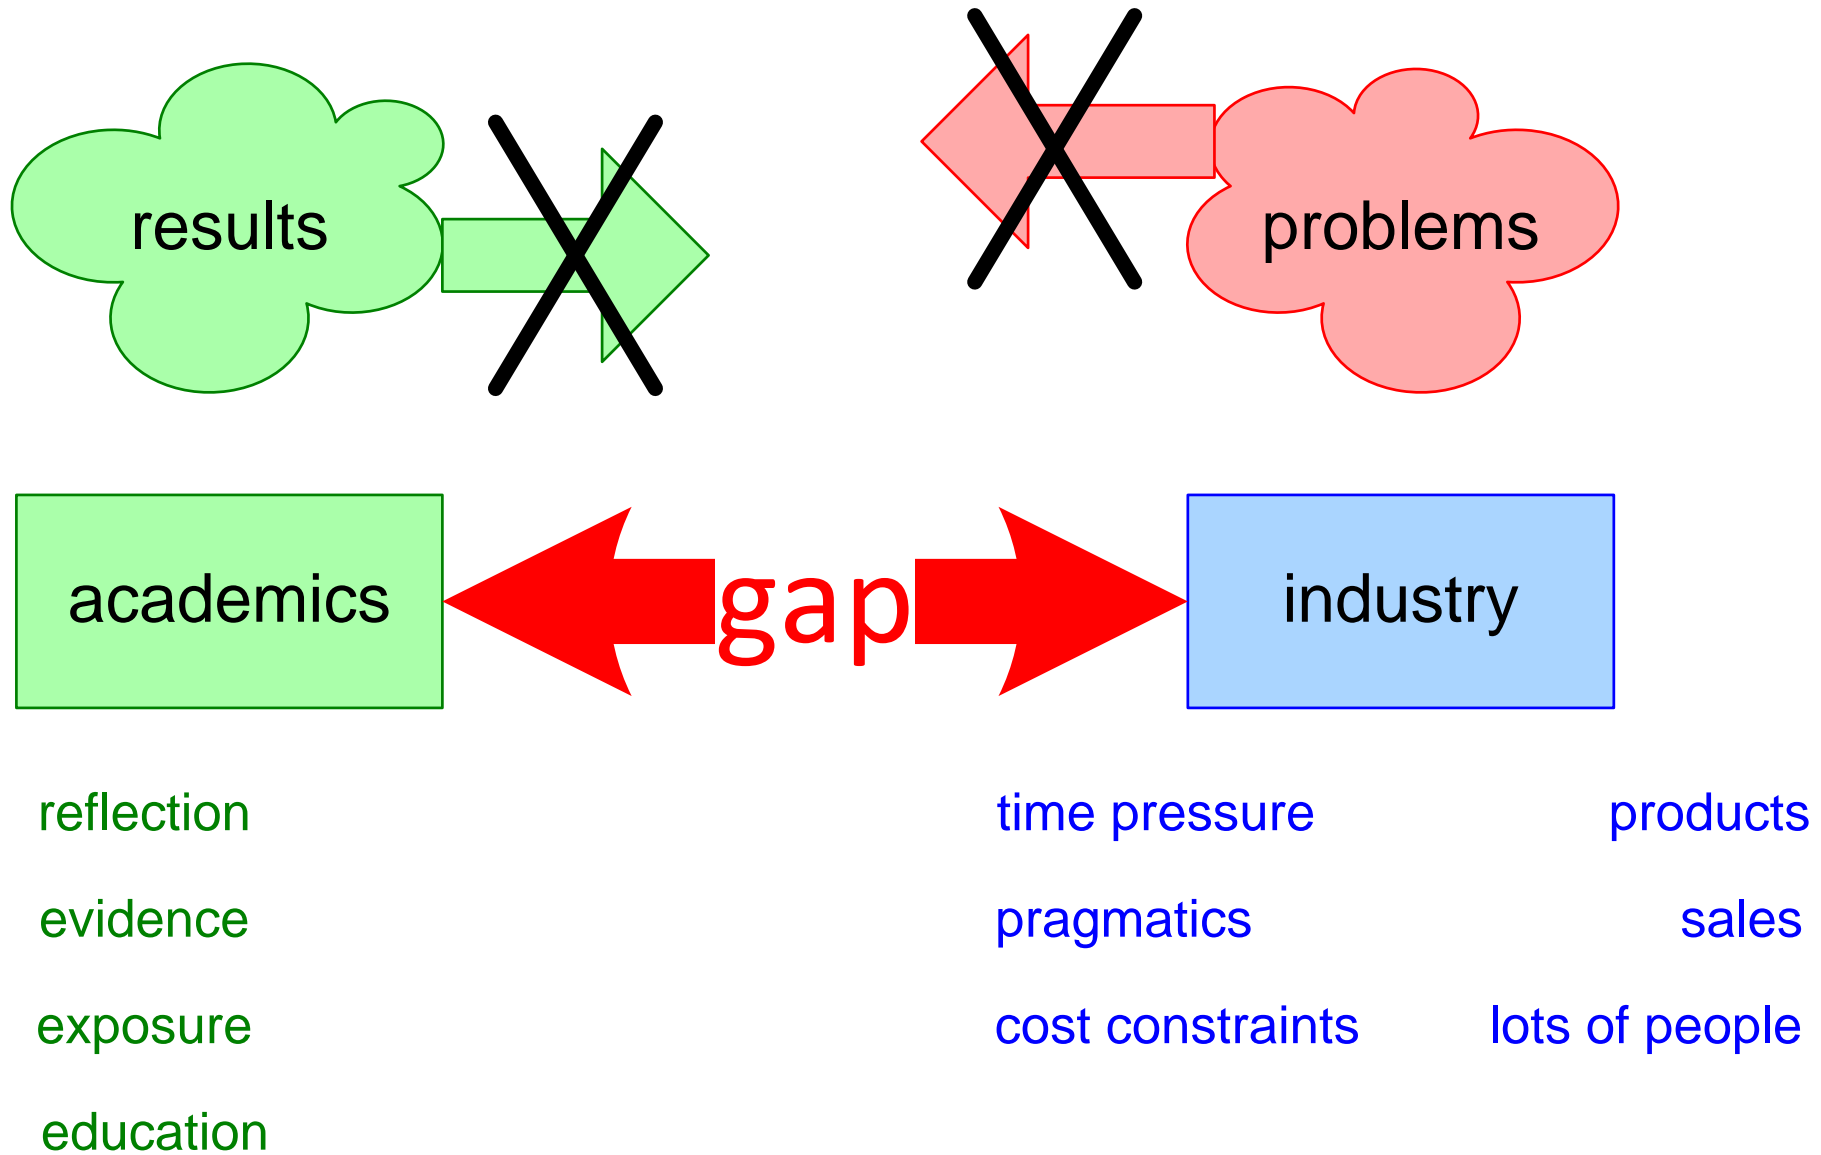 results
problems
academics
gap
industry
reflection
time pressure
products
evidence
pragmatics
sales
exposure
cost constraints
lots of people
education